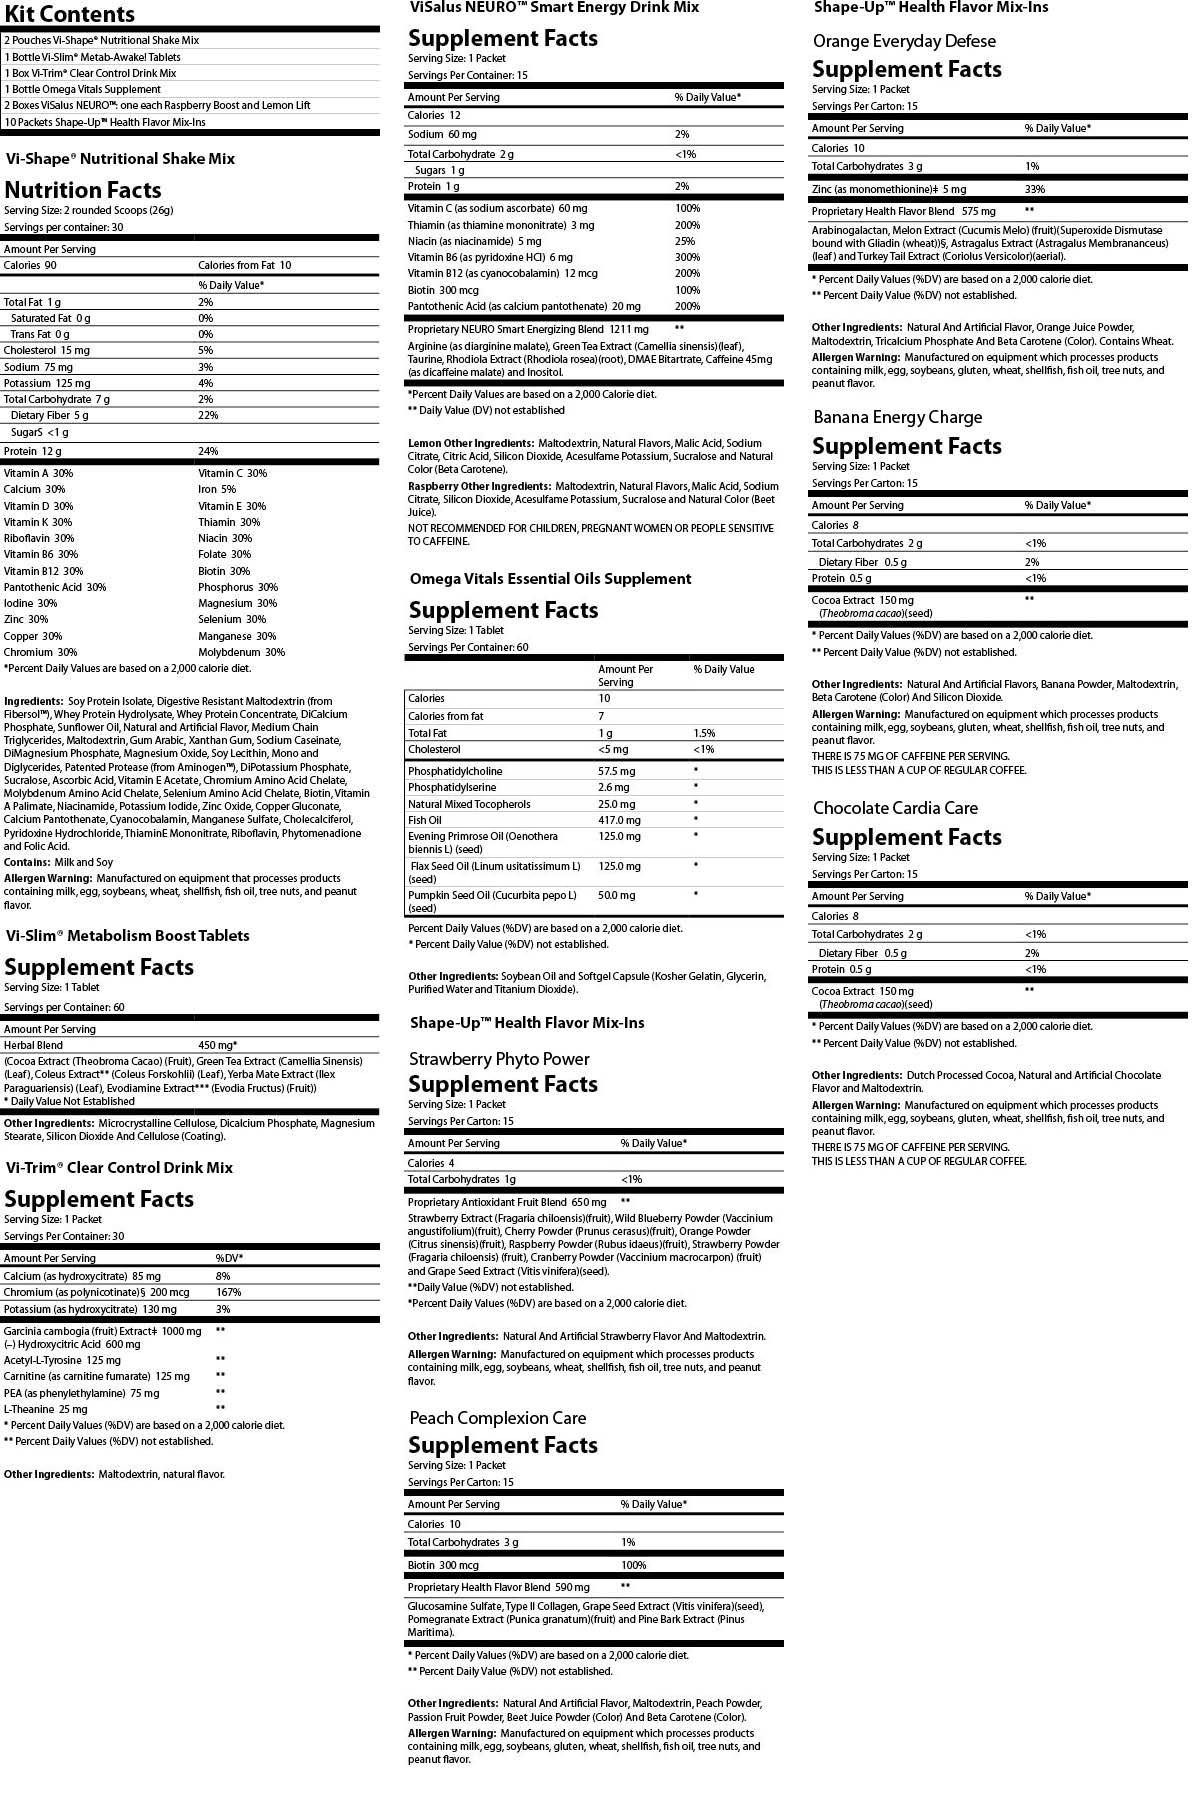 Kit Contents
2 Pouches Vi-Shape® Nutritional Shake Mix
1 Bottle Vi-Slim® Metab-Awake! Tablets
1 Box Vi-Trim® Clear Control Drink Mix
1 Bottle Omega Vitals Supplement
2 Boxes ViSalus NEURO™: one each Raspberry Boost and Lemon Lift
10 Packets Shape-Up™ Health Flavor Mix-Ins
Vi-Shape® Nutritional Shake Mix
Nutrition Facts
Serving Size: 2 rounded Scoops (26g)
Servings per container: 30
Amount Per Serving
Calories 90 Calories from Fat 10
% Daily Value*
Total Fat 1 g 2%
Saturated Fat 0 g 0%
Trans Fat 0 g 0%
Cholesterol 15 mg 5%
Sodium 75 mg 3%
Potassium 125 mg 4%
Total Carbohydrate 7 g 2%
Dietary Fiber 5 g 22%
SugarS <1 g
Protein 12 g 24%
Vitamin A 30% Vitamin C 30%
Calcium 30% Iron 5%
Vitamin D 30% Vitamin E 30%
Vitamin K 30% Thiamin 30%
Riboflavin 30% Niacin 30%
Vitamin B6 30% Folate 30%
Vitamin B12 30% Biotin 30%
Pantothenic Acid 30% Phosphorus 30%
Iodine 30% Magnesium 30%
Zinc 30% Selenium 30%
Copper 30% Manganese 30%
Chromium 30% Molybdenum 30%
*Percent Daily Values are based on a 2,000 calorie diet.
Ingredients: Soy Protein Isolate, Digestive Resistant Maltodextrin (from
Fibersol™), Whey Protein Hydrolysate, Whey Protein Concentrate, DiCalcium
Phosphate, Sunflower Oil, Natural and Artificial Flavor, Medium Chain
Triglycerides, Maltodextrin, Gum Arabic, Xanthan Gum, Sodium Caseinate,
DiMagnesium Phosphate, Magnesium Oxide, Soy Lecithin, Mono and
Diglycerides, Patented Protease (from Aminogen™), DiPotassium Phosphate,
Sucralose, Ascorbic Acid, Vitamin E Acetate, Chromium Amino Acid Chelate,
Molybdenum Amino Acid Chelate, Selenium Amino Acid Chelate, Biotin, Vitamin
A Palimate, Niacinamide, Potassium Iodide, Zinc Oxide, Copper Gluconate,
Calcium Pantothenate, Cyanocobalamin, Manganese Sulfate, Cholecalciferol,
Pyridoxine Hydrochloride, ThiaminE Mononitrate, Riboflavin, Phytomenadione
and Folic Acid.
Contains: Milk and Soy
Allergen Warning: Manufactured on equipment that processes products
containing milk, egg, soybeans, wheat, shellfish, fish oil, tree nuts, and peanut
flavor.
Vi-Slim® Metabolism Boost Tablets
Supplement Facts
Serving Size: 1 Tablet
Servings per Container: 60
Amount Per Serving
Herbal Blend 450 mg*
(Cocoa Extract (Theobroma Cacao) (Fruit), Green Tea Extract (Camellia Sinensis)
(Leaf), Coleus Extract** (Coleus Forskohlii) (Leaf), Yerba Mate Extract (Ilex
Paraguariensis) (Leaf), Evodiamine Extract*** (Evodia Fructus) (Fruit))
* Daily Value Not Established
Other Ingredients: Microcrystalline Cellulose, Dicalcium Phosphate, Magnesium
Stearate, Silicon Dioxide And Cellulose (Coating).
Vi-Trim® Clear Control Drink Mix
Supplement Facts
Serving Size: 1 Packet
Servings Per Container: 30
Amount Per Serving %DV*
Calcium (as hydroxycitrate) 85 mg 8%
Chromium (as polynicotinate)§ 200 mcg 167%
Potassium (as hydroxycitrate) 130 mg 3%
Garcinia cambogia (fruit) Extract‡ 1000 mg **
(–) Hydroxycitric Acid 600 mg
Acetyl-L-Tyrosine 125 mg **
Carnitine (as carnitine fumarate) 125 mg **
PEA (as phenylethylamine) 75 mg **
L-Theanine 25 mg **
* Percent Daily Values (%DV) are based on a 2,000 calorie diet.
** Percent Daily Values (%DV) not established.
Other Ingredients: Maltodextrin, natural flavor.
ViSalus NEURO™ Smart Energy Drink Mix
Supplement Facts
Serving Size: 1 Packet
Servings Per Container: 15
Amount Per Serving % Daily Value*
Calories 12
Sodium 60 mg 2%
Total Carbohydrate 2 g <1%
Sugars 1 g
Protein 1 g 2%
Vitamin C (as sodium ascorbate) 60 mg 100%
Thiamin (as thiamine mononitrate) 3 mg 200%
Niacin (as niacinamide) 5 mg 25%
Vitamin B6 (as pyridoxine HCl) 6 mg 300%
Vitamin B12 (as cyanocobalamin) 12 mcg 200%
Biotin 300 mcg 100%
Pantothenic Acid (as calcium pantothenate) 20 mg 200%
Proprietary NEURO Smart Energizing Blend 1211 mg **
Arginine (as diarginine malate), Green Tea Extract (Camellia sinensis)(leaf),
Taurine, Rhodiola Extract (Rhodiola rosea)(root), DMAE Bitartrate, Caffeine 45mg
(as dicaffeine malate) and Inositol.
*Percent Daily Values are based on a 2,000 Calorie diet.
** Daily Value (DV) not established
Lemon Other Ingredients: Maltodextrin, Natural Flavors, Malic Acid, Sodium
Citrate, Citric Acid, Silicon Dioxide, Acesulfame Potassium, Sucralose and Natural
Color (Beta Carotene).
Raspberry Other Ingredients: Maltodextrin, Natural Flavors, Malic Acid, Sodium
Citrate, Silicon Dioxide, Acesulfame Potassium, Sucralose and Natural Color (Beet
Juice).
NOT RECOMMENDED FOR CHILDREN, PREGNANT WOMEN OR PEOPLE SENSITIVE
TO CAFFEINE.
Omega Vitals Essential Oils Supplement
Supplement Facts
Serving Size: 1 Tablet
Servings Per Container: 60
Amount Per % Daily Value
Serving
Calories 10
Calories from fat 7
Total Fat 1 g 1.5%
Cholesterol <5 mg <1%
Phosphatidylcholine 57.5 mg *
Phosphatidylserine 2.6 mg *
Natural Mixed Tocopherols 25.0 mg *
Fish Oil 417.0 mg *
Evening Primrose Oil (Oenothera 125.0 mg *
biennis L) (seed)
Flax Seed Oil (Linum usitatissimum L) 125.0 mg *
(seed)
Pumpkin Seed Oil (Cucurbita pepo L) 50.0 mg *
(seed)
Percent Daily Values (%DV) are based on a 2,000 calorie diet.
* Percent Daily Value (%DV) not established.
Other Ingredients: Soybean Oil and Softgel Capsule (Kosher Gelatin, Glycerin,
Purified Water and Titanium Dioxide).
Shape-Up™ Health Flavor Mix-Ins
Strawberry Phyto Power
Supplement Facts
Serving Size: 1 Packet
Servings Per Carton: 15
Amount Per Serving % Daily Value*
Calories 4
Total Carbohydrates 1g <1%
Proprietary Antioxidant Fruit Blend 650 mg **
Strawberry Extract (Fragaria chiloensis)(fruit), Wild Blueberry Powder (Vaccinium
angustifolium)(fruit), Cherry Powder (Prunus cerasus)(fruit), Orange Powder
(Citrus sinensis)(fruit), Raspberry Powder (Rubus idaeus)(fruit), Strawberry Powder
(Fragaria chiloensis) (fruit), Cranberry Powder (Vaccinium macrocarpon) (fruit)
and Grape Seed Extract (Vitis vinifera)(seed).
**Daily Value (%DV) not established.
*Percent Daily Values (%DV) are based on a 2,000 calorie diet.
Other Ingredients: Natural And Artificial Strawberry Flavor And Maltodextrin.
Allergen Warning: Manufactured on equipment which processes products
containing milk, egg, soybeans, wheat, shellfish, fish oil, tree nuts, and peanut
flavor.
Peach Complexion Care
Supplement Facts
Serving Size: 1 Packet
Servings Per Carton: 15
Amount Per Serving % Daily Value*
Calories 10
Total Carbohydrates 3 g 1%
Biotin 300 mcg 100%
Proprietary Health Flavor Blend 590 mg **
Glucosamine Sulfate, Type II Collagen, Grape Seed Extract (Vitis vinifera)(seed),
Pomegranate Extract (Punica granatum)(fruit) and Pine Bark Extract (Pinus
Maritima).
* Percent Daily Values (%DV) are based on a 2,000 calorie diet.
** Percent Daily Value (%DV) not established.
Other Ingredients: Natural And Artificial Flavor, Maltodextrin, Peach Powder,
Passion Fruit Powder, Beet Juice Powder (Color) And Beta Carotene (Color).
Allergen Warning: Manufactured on equipment which processes products
containing milk, egg, soybeans, gluten, wheat, shellfish, fish oil, tree nuts, and
peanut flavor.
Shape-Up™ Health Flavor Mix-Ins
Orange Everyday Defese
Supplement Facts
Serving Size: 1 Packet
Servings Per Carton: 15
Amount Per Serving % Daily Value*
Calories 10
Total Carbohydrates 3 g 1%
Zinc (as monomethionine)‡ 5 mg 33%
Proprietary Health Flavor Blend 575 mg **
Arabinogalactan, Melon Extract (Cucumis Melo) (fruit)(Superoxide Dismutase
bound with Gliadin (wheat))§, Astragalus Extract (Astragalus Membrananceus)
(leaf) and Turkey Tail Extract (Coriolus Versicolor)(aerial).
* Percent Daily Values (%DV) are based on a 2,000 calorie diet.
** Percent Daily Value (%DV) not established.
Other Ingredients: Natural And Artificial Flavor, Orange Juice Powder,
Maltodextrin, Tricalcium Phosphate And Beta Carotene (Color). Contains Wheat.
Allergen Warning: Manufactured on equipment which processes products
containing milk, egg, soybeans, gluten, wheat, shellfish, fish oil, tree nuts, and
peanut flavor.
Banana Energy Charge
Supplement Facts
Serving Size: 1 Packet
Servings Per Carton: 15
Amount Per Serving % Daily Value*
Calories 8
Total Carbohydrates 2 g <1%
Dietary Fiber 0.5 g 2%
Protein 0.5 g <1%
Cocoa Extract 150 mg **
(Theobroma cacao)(seed)
* Percent Daily Values (%DV) are based on a 2,000 calorie diet.
** Percent Daily Value (%DV) not established.
Other Ingredients: Natural And Artificial Flavors, Banana Powder, Maltodextrin,
Beta Carotene (Color) And Silicon Dioxide.
Allergen Warning: Manufactured on equipment which processes products
containing milk, egg, soybeans, gluten, wheat, shellfish, fish oil, tree nuts, and
peanut flavor.
THERE IS 75 MG OF CAFFEINE PER SERVING.
THIS IS LESS THAN A CUP OF REGULAR COFFEE.
Chocolate Cardia Care
Supplement Facts
Serving Size: 1 Packet
Servings Per Carton: 15
Amount Per Serving % Daily Value*
Calories 8
Total Carbohydrates 2 g <1%
Dietary Fiber 0.5 g 2%
Protein 0.5 g <1%
Cocoa Extract 150 mg **
(Theobroma cacao)(seed)
* Percent Daily Values (%DV) are based on a 2,000 calorie diet.
** Percent Daily Value (%DV) not established.
Other Ingredients: Dutch Processed Cocoa, Natural and Artificial Chocolate
Flavor and Maltodextrin.
Allergen Warning: Manufactured on equipment which processes products
containing milk, egg, soybeans, gluten, wheat, shellfish, fish oil, tree nuts, and
peanut flavor.
THERE IS 75 MG OF CAFFEINE PER SERVING.
THIS IS LESS THAN A CUP OF REGULAR COFFEE.